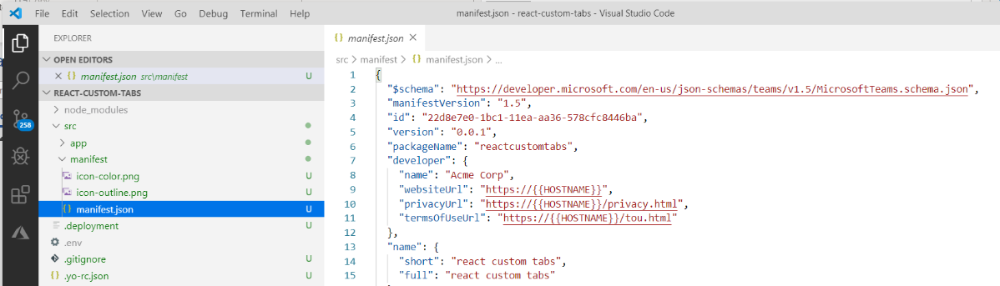 File Edit Selection View Go Debug Terminal Help manifest.json - react-custom-tabs - Visual Studio Code
EXPLORER
OPEN EDITORS
manifest.json src\manifest U
REACT-CUSTOM-TABS
node_modules
src
app
manifest
icon-color.png U
icon-outline.png U
{} manifest.json U
.deployment U
.env
.gitignore U
{} .yo-rc.json U
258
{} manifest.json
src > manifest > {} manifest.json > ...
1 {
2 "$schema": "https://developer.microsoft.com/en-us/json-schemas/teams/v1.5/MicrosoftTeams.schema.json",
3 "manifestVersion": "1.5",
4 "id": "22d8e7e0-1bc1-11ea-aa36-578cfc8446ba",
5 "version": "0.0.1",
6 "packageName": "reactcustomtabs",
7 "developer": {
8 "name": "Acme Corp",
9 "websiteUrl": "https://{{HOSTNAME}}",
10 "privacyUrl": "https://{{HOSTNAME}}/privacy.html",
11 "termsOfUseUrl": "https://{{HOSTNAME}}/tou.html"
12 },
13 "name": {
14 "short": "react custom tabs",
15 "full": "react custom tabs"